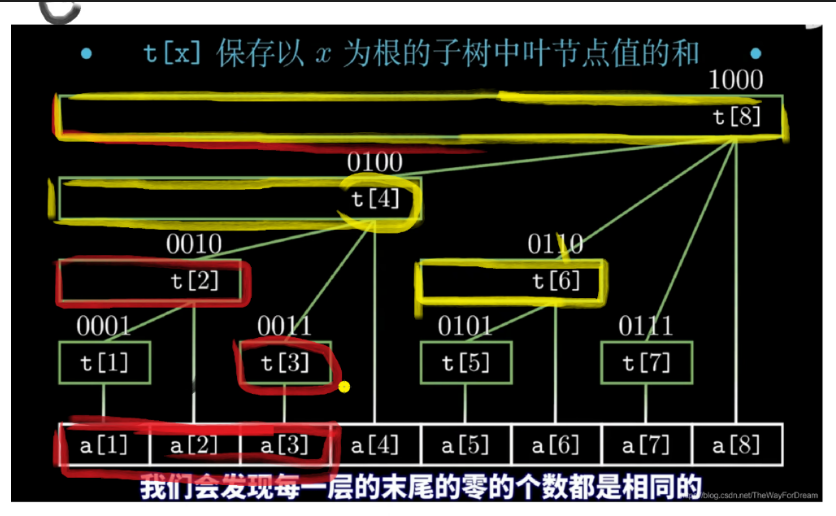 • t[x] 保存以 x 为根的子树中叶节点值的和 •
1000
t[8]
0100
t[4]
0010 0110
t[2] t[6]
0001 0011 0101 0111
t[1] t[3] t[5] t[7]
a[1] a[2] a[3] a[4] a[5] a[6] a[7] a[8]
我们会发现每一层的末尾的零的个数都是相同的
blog.csdn.net/TheWayForDream